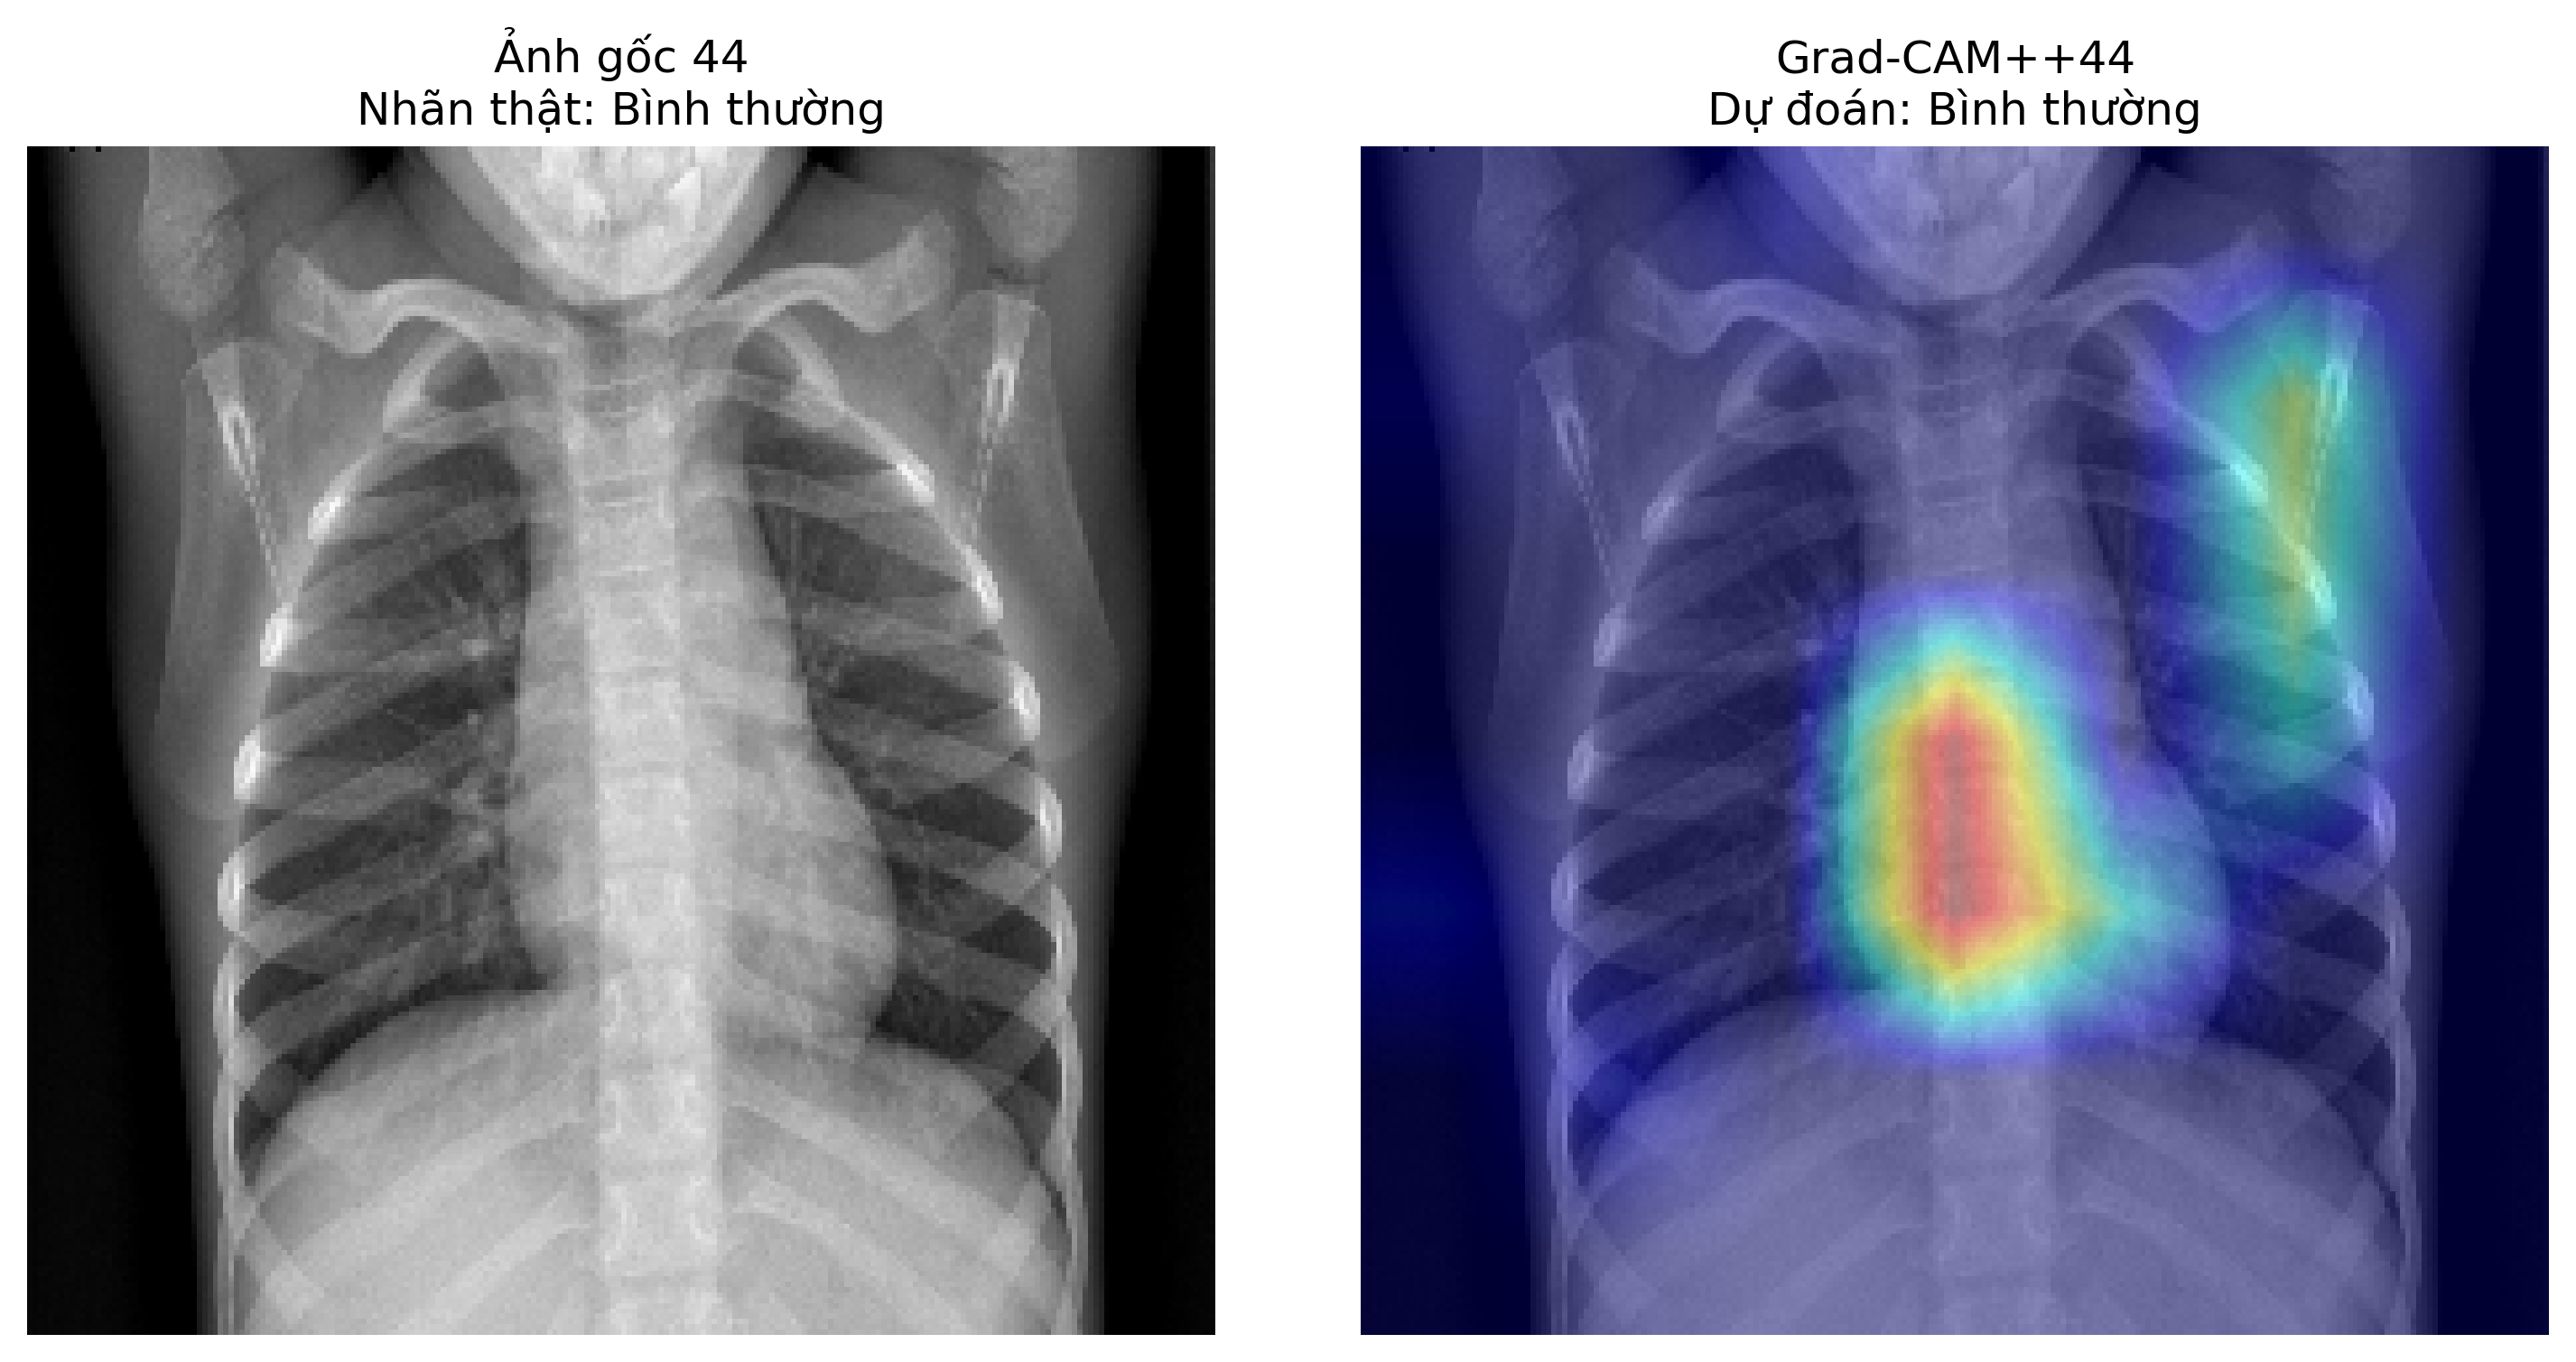 Ảnh gốc 44
Nhãn thật: Bình thường
Grad-CAM++44
Dự đoán: Bình thường